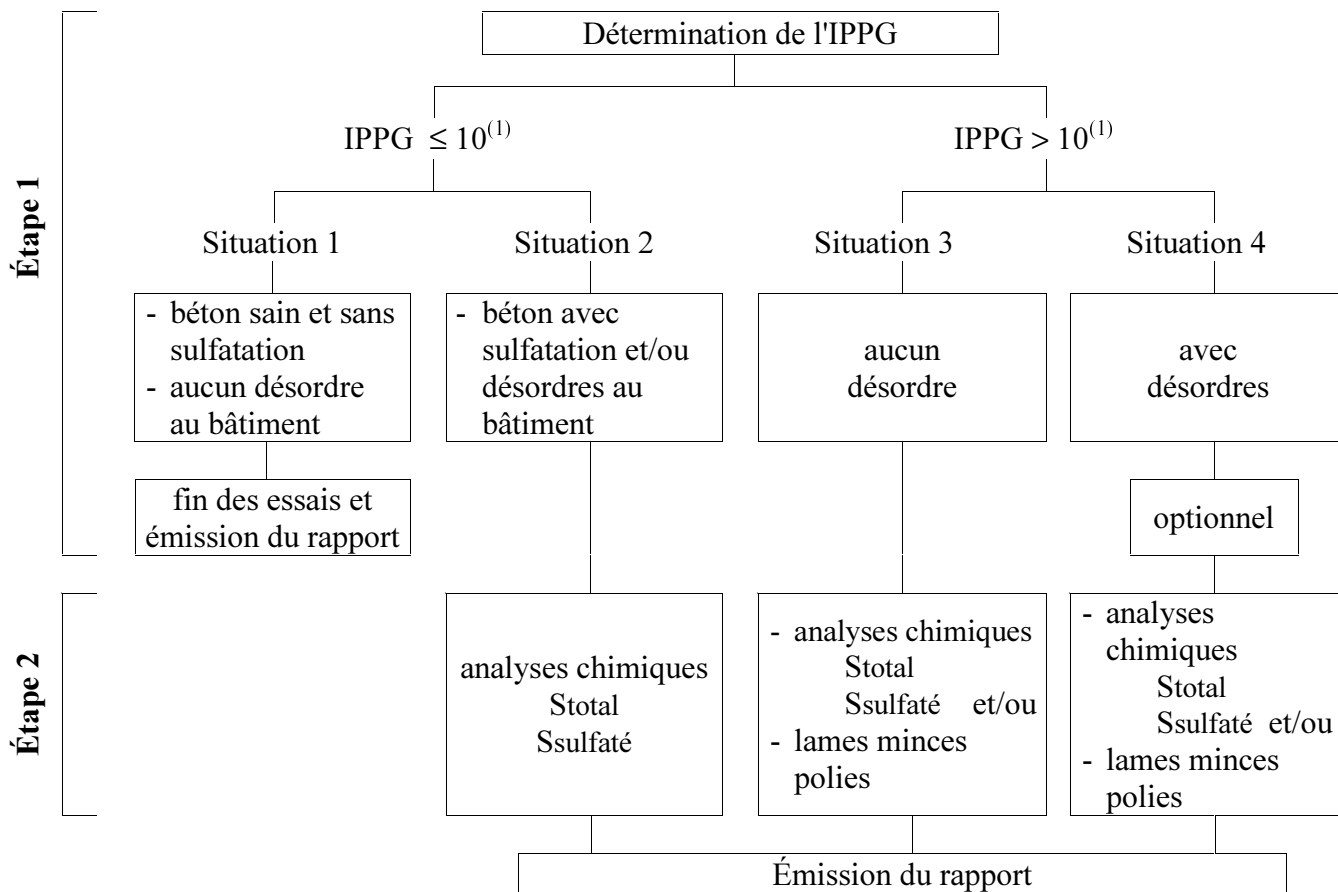 Détermination de l'IPPG
IPPG ≤ 10(1)
IPPG > 10(1)
Étape 1
Situation 1
Situation 2
Situation 3
Situation 4
- béton sain et sans
sulfatation
- aucun désordre
au bâtiment
- béton avec
sulfatation et/ou
désordres au
bâtiment
aucun
désordre
avec
désordres
fin des essais et
émission du rapport
optionnel
Étape 2
analyses chimiques
Stotal
Ssulfaté
- analyses chimiques
Stotal
Ssulfaté et/ou
- lames minces
polies
- analyses
chimiques
Stotal
Ssulfaté et/ou
- lames minces
polies
Émission du rapport